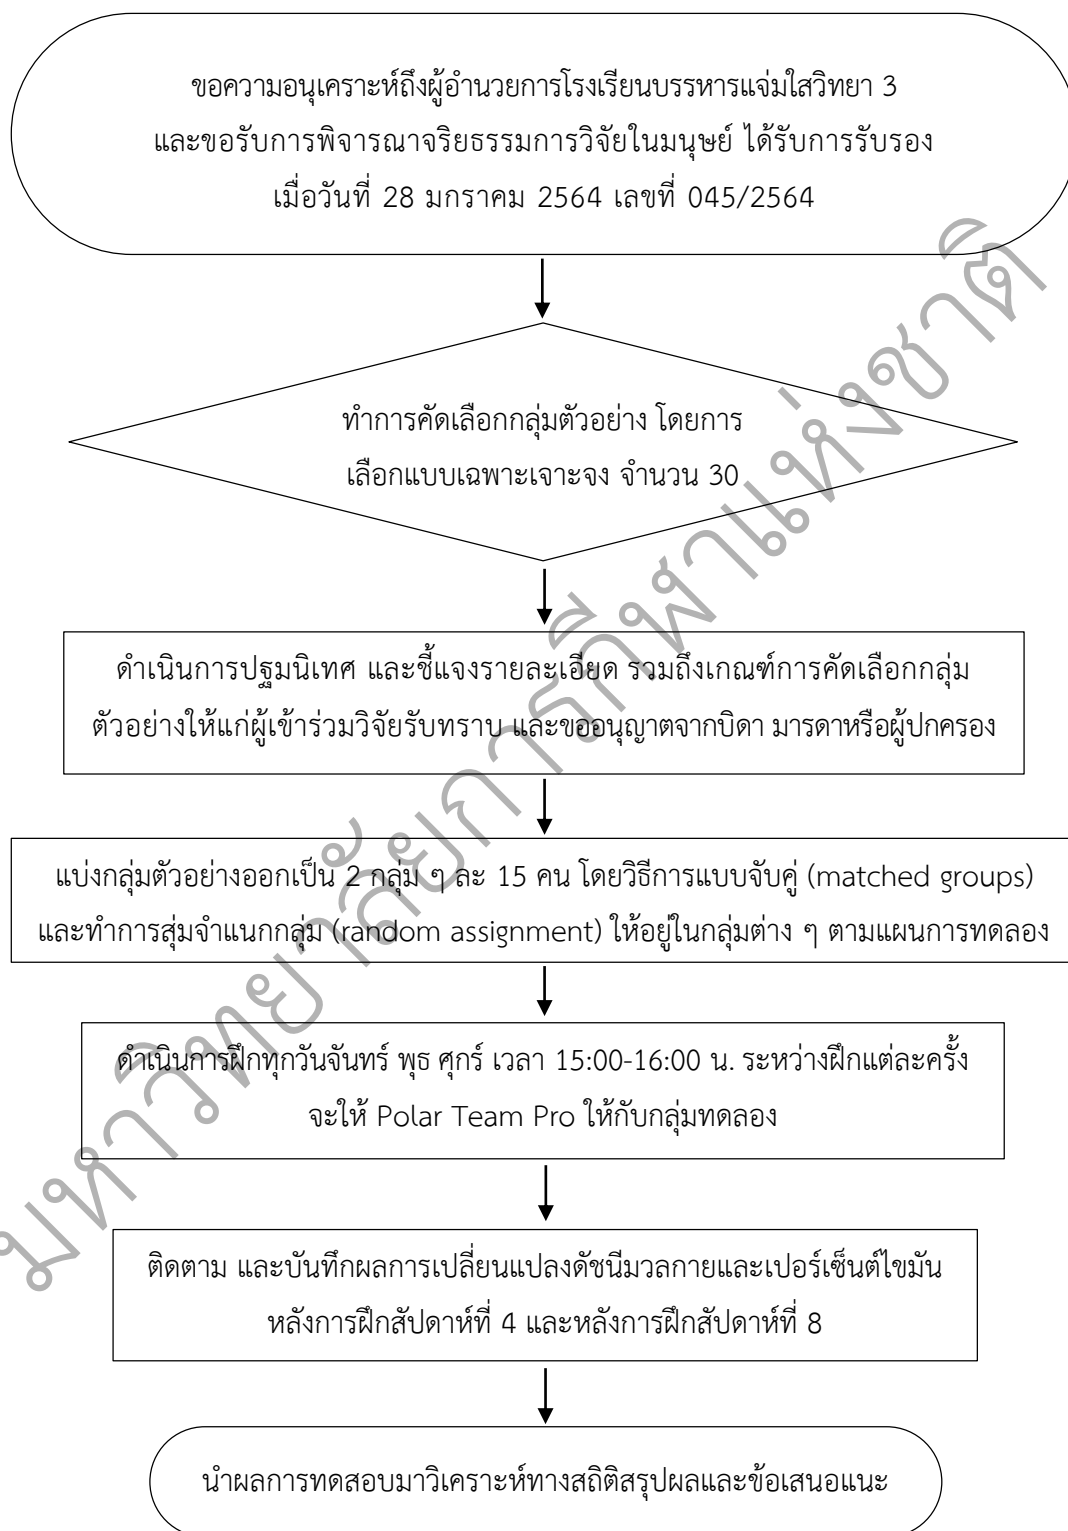 ขอความอนุเคราะห์ถึงผู้อำนวยการโรงเรียนบรรหารแจ่มใสวิทยา 3
และขอรับการพิจารณาจริยธรรมการวิจัยในมนุษย์ ได้รับการรับรอง
เมื่อวันที่ 28 มกราคม 2564 เลขที่ 045/2564
ทำการคัดเลือกกลุ่มตัวอย่าง โดยการ
เลือกแบบเฉพาะเจาะจง จำนวน 30
ดำเนินการปฐมนิเทศ และชี้แจงรายละเอียด รวมถึงเกณฑ์การคัดเลือกกลุ่ม
ตัวอย่างให้แก่ผู้เข้าร่วมวิจัยรับทราบ และขออนุญาตจากบิดา มารดาหรือผู้ปกครอง
แบ่งกลุ่มตัวอย่างออกเป็น 2 กลุ่ม ๆ ละ 15 คน โดยวิธีการแบบจับคู่ (matched groups)
และทำการสุ่มจำแนกกลุ่ม (random assignment) ให้อยู่ในกลุ่มต่าง ๆ ตามแผนการทดลอง
ดำเนินการฝึกทุกวันจันทร์ พุธ ศุกร์ เวลา 15:00-16:00 น. ระหว่างฝึกแต่ละครั้ง
จะให้ Polar Team Pro ให้กับกลุ่มทดลอง
ติดตาม และบันทึกผลการเปลี่ยนแปลงดัชนีมวลกายและเปอร์เซ็นต์ไขมัน
หลังการฝึกสัปดาห์ที่ 4 และหลังการฝึกสัปดาห์ที่ 8
นำผลการทดสอบมาวิเคราะห์ทางสถิติสรุปผลและข้อเสนอแนะ
มหาวิทยาลัยการกีฬาแห่งชาติ